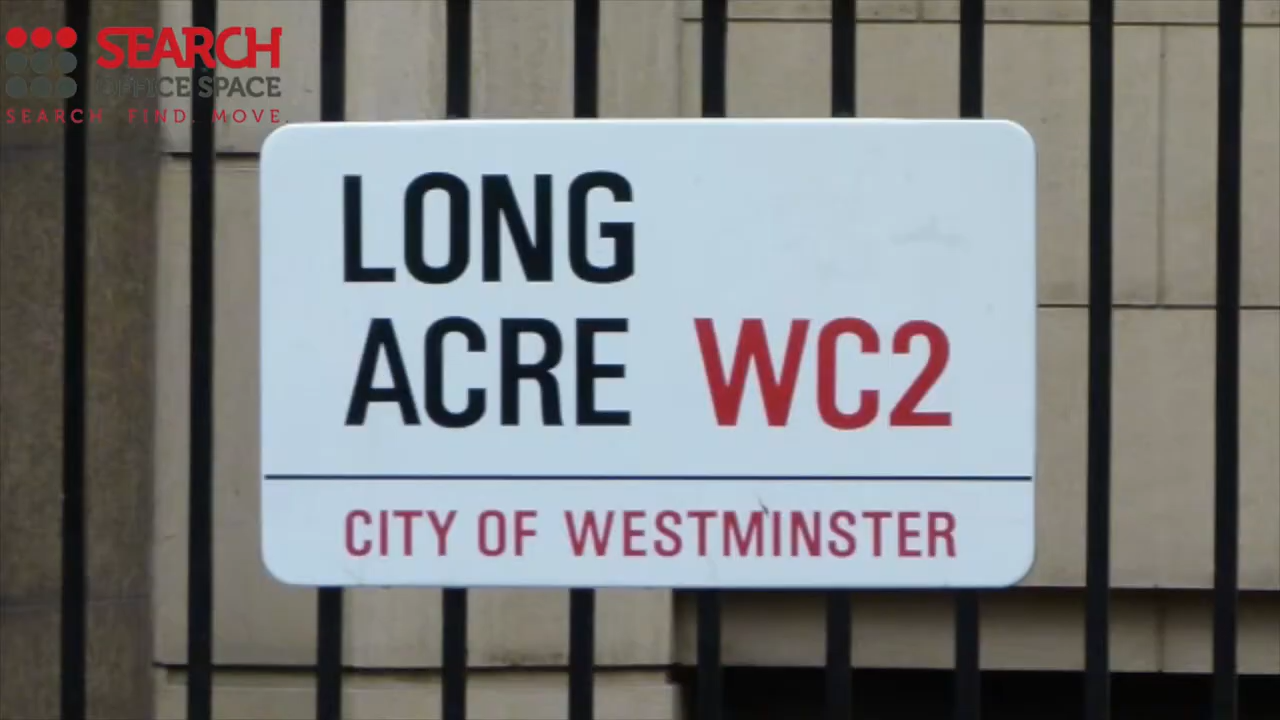 SEARCH
OFFICE SPACE
SEARCH. FIND. MOVE.
LONG
ACRE WC2
CITY OF WESTMINSTER